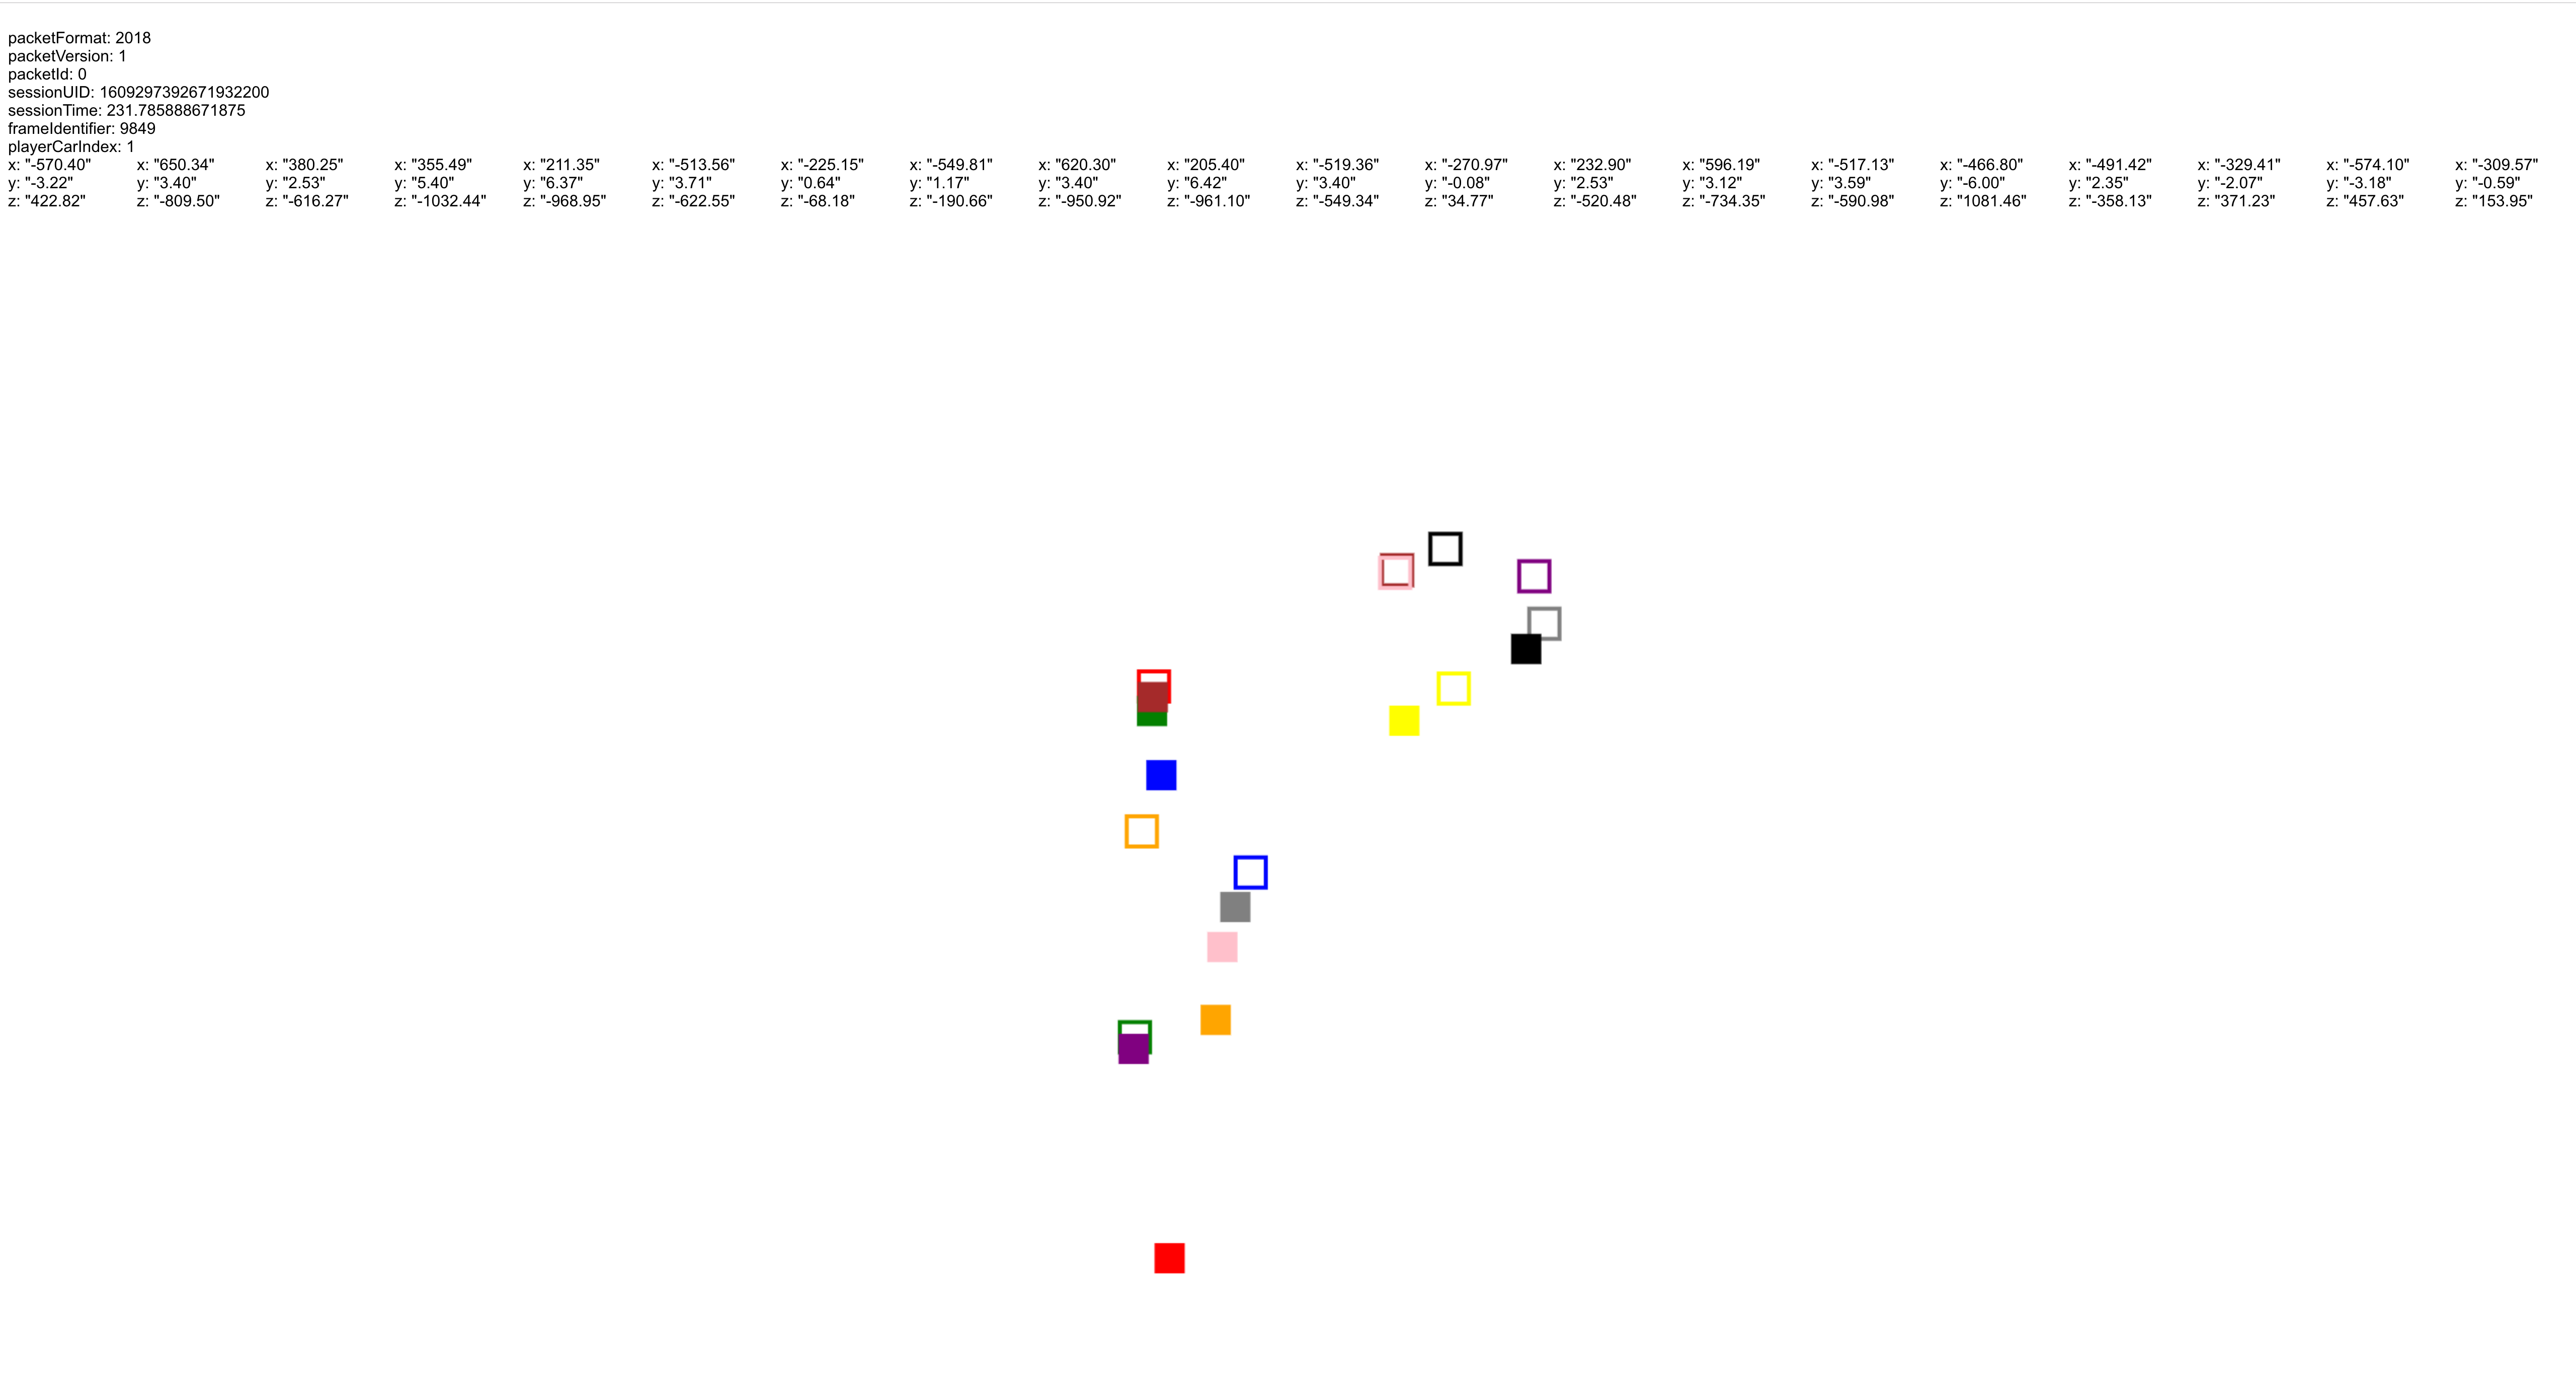 packetFormat: 2018
packetVersion: 1
packetId: 0
sessionUID: 1609297392671932200
sessionTime: 231.785888671875
frameIdentifier: 9849
playerCarIndex: 1
x: "-570.40" x: "650.34" x: "380.25" x: "355.49" x: "211.35" x: "-513.56" x: "-225.15" x: "-549.81" x: "620.30" x: "205.40" x: "-519.36" x: "-270.97" x: "232.90" x: "596.19" x: "-517.13" x: "-466.80" x: "-491.42" x: "-329.41" x: "-574.10" x: "-309.57"
y: "-3.22" y: "3.40" y: "2.53" y: "5.40" y: "6.37" y: "3.71" y: "0.64" y: "1.17" y: "3.40" y: "6.42" y: "3.40" y: "-0.08" y: "2.53" y: "3.12" y: "3.59" y: "-6.00" y: "2.35" y: "-2.07" y: "-3.18" y: "-0.59"
z: "422.82" z: "-809.50" z: "-616.27" z: "-1032.44" z: "-968.95" z: "-622.55" z: "-68.18" z: "-190.66" z: "-950.92" z: "-961.10" z: "-549.34" z: "34.77" z: "-520.48" z: "-734.35" z: "-590.98" z: "1081.46" z: "-358.13" z: "371.23" z: "457.63" z: "153.95"